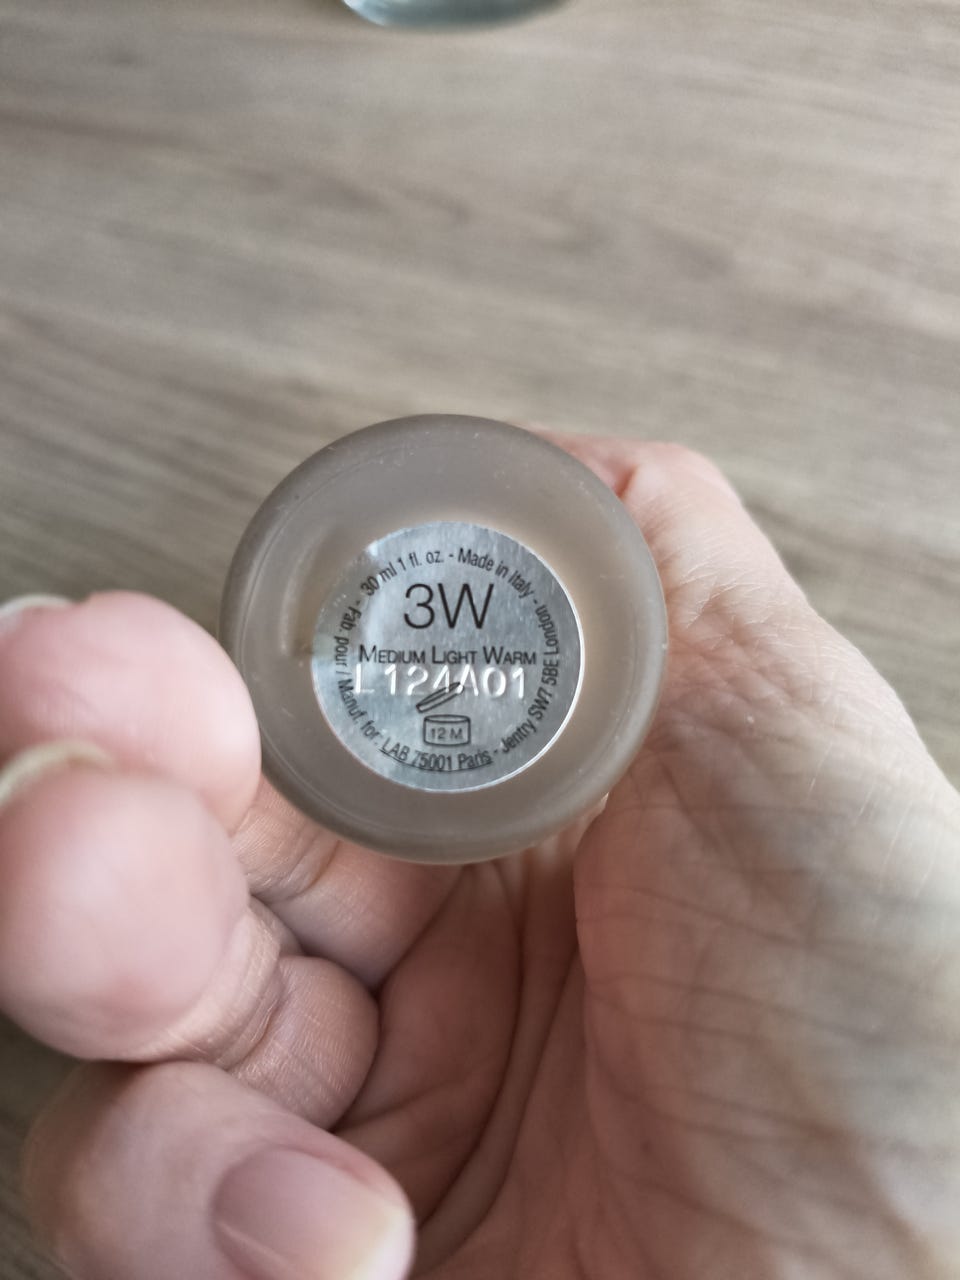 3W
MEDIUM LIGHT WARM
L124A01
12 M
Fab. pour / Manuf. for: LAB 75001 Paris - Jentry SW7 5BE London - 30 ml 1 fl. oz. - Made in Italy -